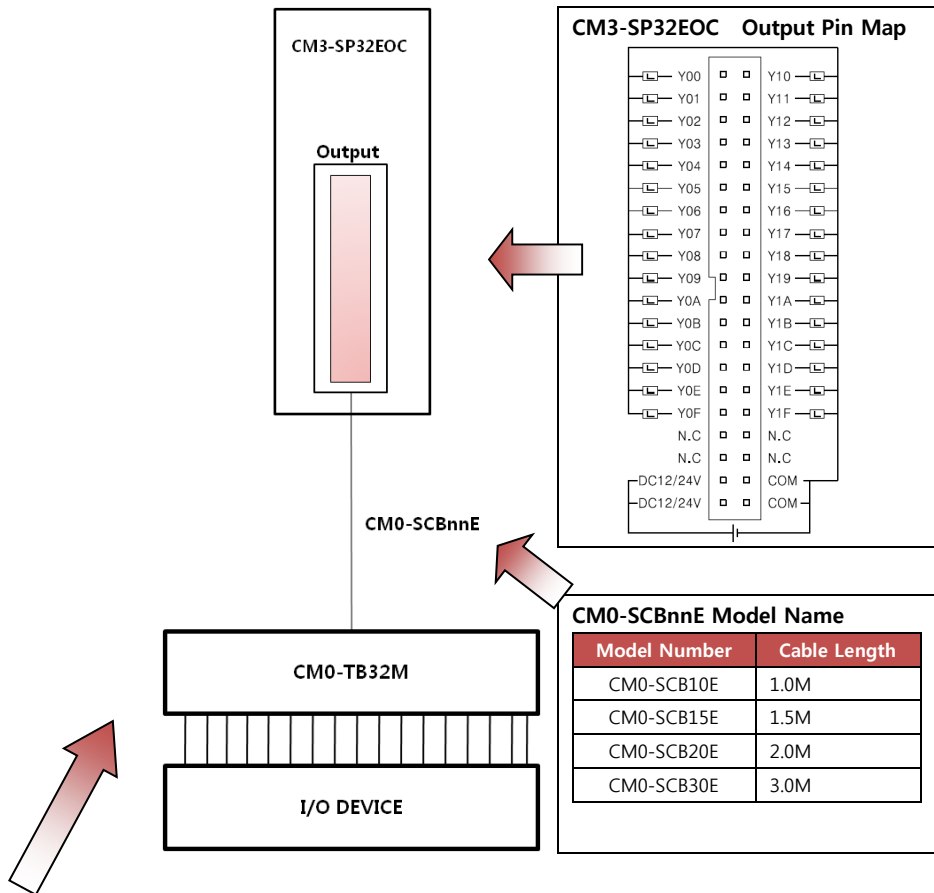 CM3-SP32EOC
Output
CM0-SCBnnE
CM0-TB32M
I/O DEVICE
CM3-SP32EOC Output Pin Map
Y00 Y10
Y01 Y11
Y02 Y12
Y03 Y13
Y04 Y14
Y05 Y15
Y06 Y16
Y07 Y17
Y08 Y18
Y09 Y19
Y0A Y1A
Y0B Y1B
Y0C Y1C
Y0D Y1D
Y0E Y1E
Y0F Y1F
N.C N.C
N.C N.C
DC12/24V COM
DC12/24V COM
CM0-SCBnnE Model Name
Model Number Cable Length
CM0-SCB10E 1.0M
CM0-SCB15E 1.5M
CM0-SCB20E 2.0M
CM0-SCB30E 3.0M